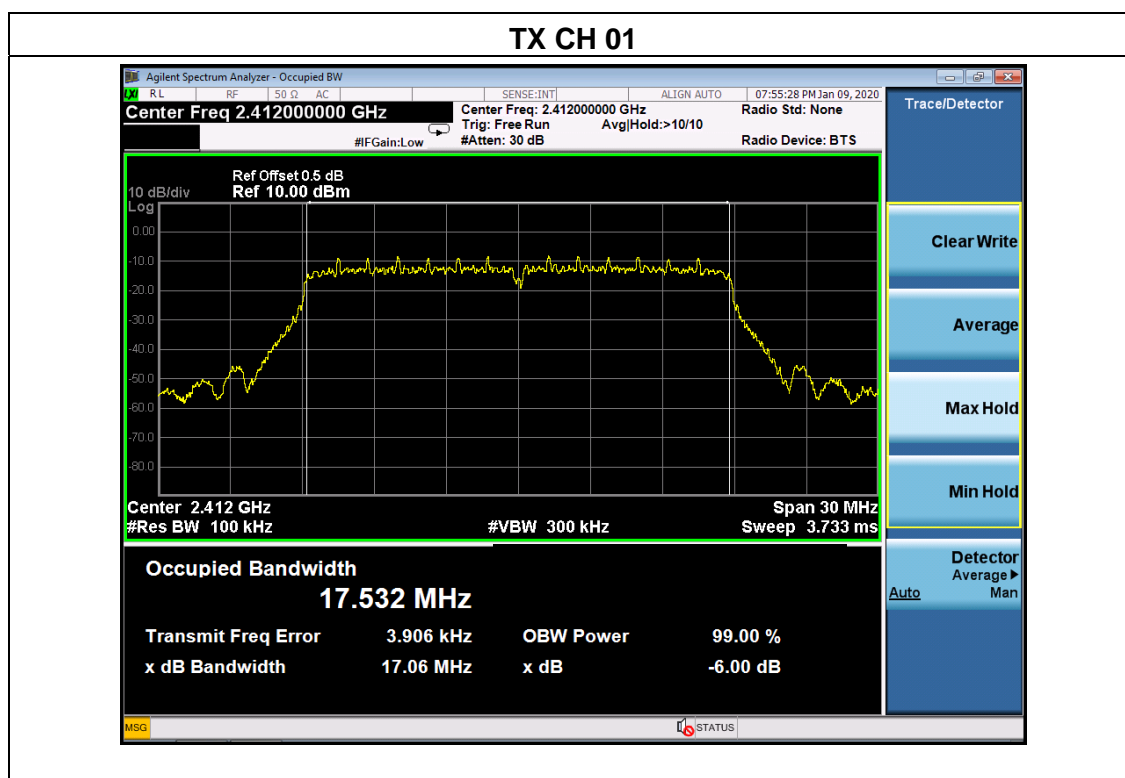 TX CH 01
Agilent Spectrum Analyzer - Occupied BW
LXI RL RF 50 Ω AC SENSE:INT ALIGN AUTO 07:55:28 PM Jan 09, 2020
Center Freq 2.412000000 GHz
Center Freq: 2.412000000 GHz
Radio Std: None
Trig: Free Run Avg|Hold:>10/10
#IFGain:Low
#Atten: 30 dB
Radio Device: BTS
Trace/Detector
Ref Offset 0.5 dB
10 dB/div Ref 10.00 dBm
Log
0.00
-10.0
-20.0
-30.0
-40.0
-50.0
-60.0
-70.0
-80.0
Center 2.412 GHz
Span 30 MHz
#Res BW 100 kHz
#VBW 300 kHz
Sweep 3.733 ms
Occupied Bandwidth
17.532 MHz
Transmit Freq Error 3.906 kHz OBW Power 99.00 %
x dB Bandwidth 17.06 MHz x dB -6.00 dB
Clear Write
Average
Max Hold
Min Hold
Detector
Average
Auto Man
MSG
STATUS